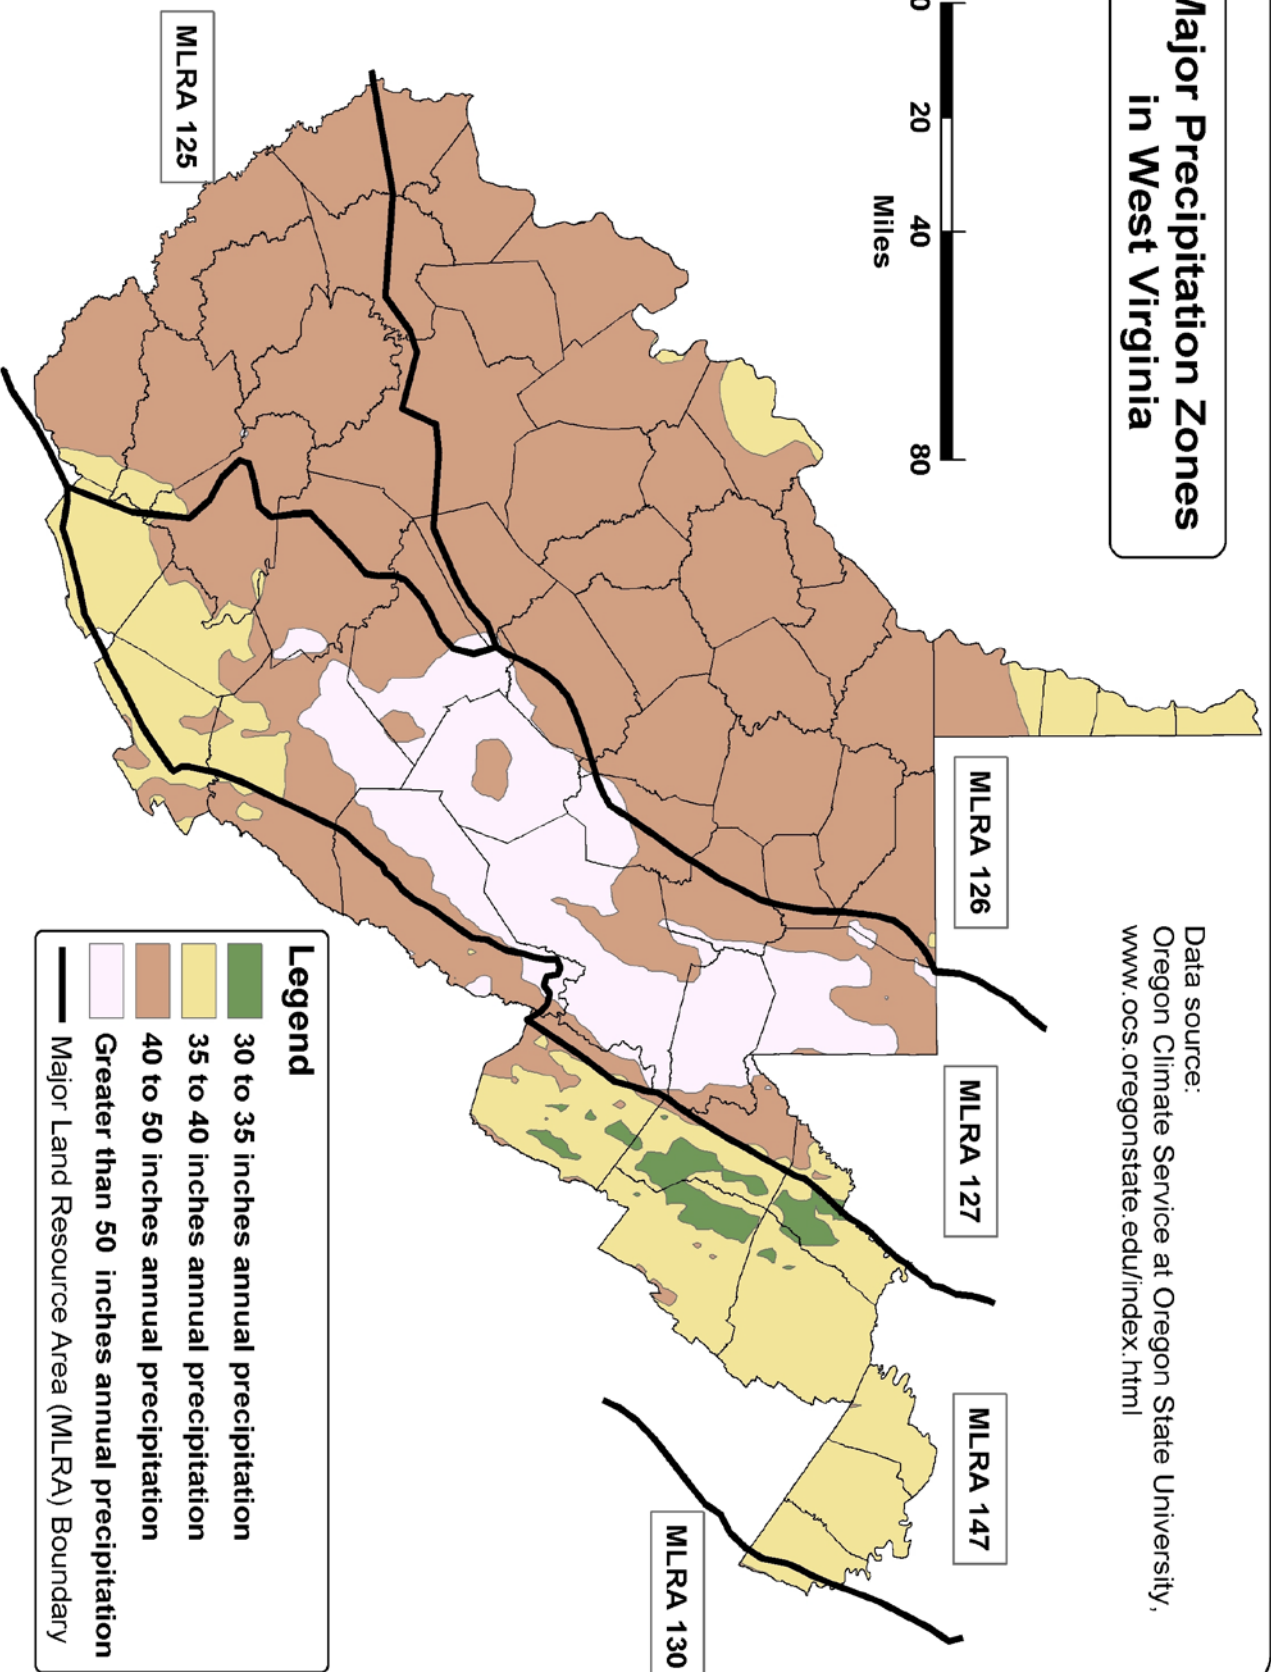 Major Precipitation Zones
in West Virginia
20
40
80
Miles
Data source:
Oregon Climate Service at Oregon State University,
www.ocs.oregonstate.edu/index.html
MLRA 126
MLRA 127
MLRA 147
MLRA 125
MLRA 130
Legend
30 to 35 inches annual precipitation
35 to 40 inches annual precipitation
40 to 50 inches annual precipitation
Greater than 50 inches annual precipitation
Major Land Resource Area (MLRA) Boundary